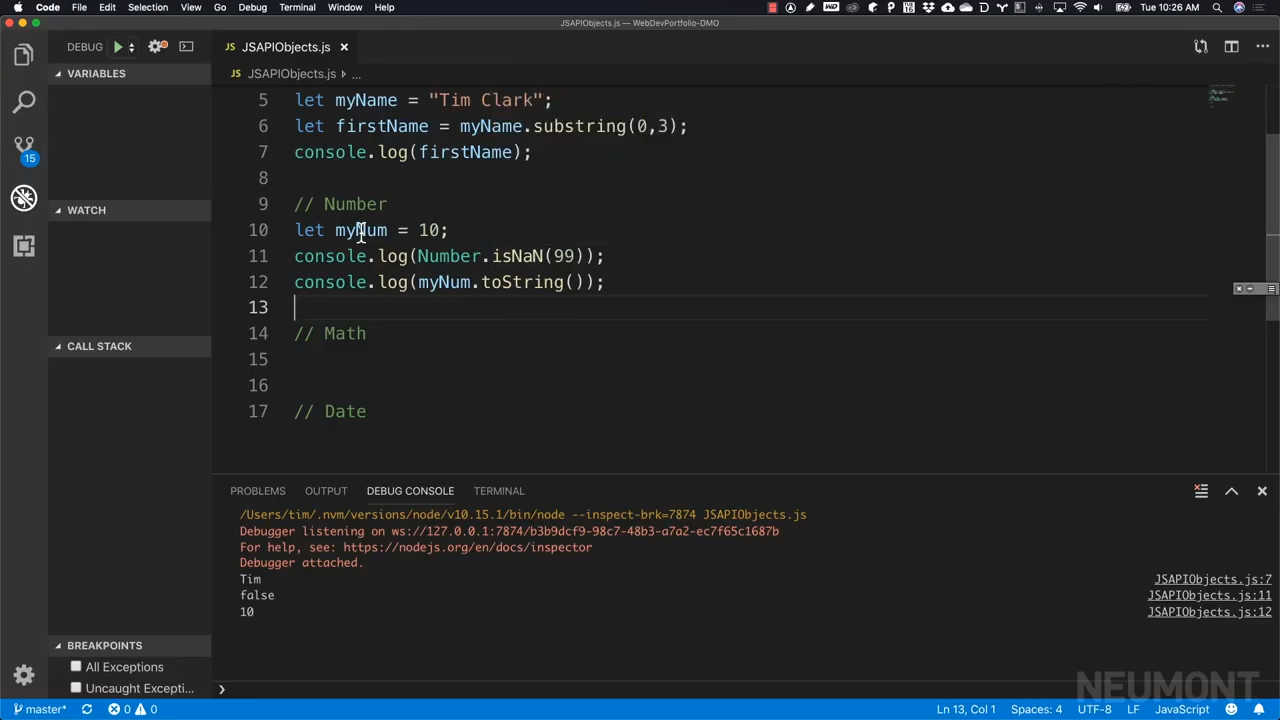 Code File Edit Selection View Go Debug Terminal Window Help Tue 10:26 AM
JSAPIObjects.js — WebDevPortfolio-DMO
DEBUG
JS JSAPIObjects.js
JS JSAPIObjects.js ...
VARIABLES
WATCH
CALL STACK
BREAKPOINTS
All Exceptions
Uncaught Excepti...
15
5 let myName = "Tim Clark";
6 let firstName = myName.substring(0,3);
7 console.log(firstName);
8
9 // Number
10 let myNum = 10;
11 console.log(Number.isNaN(99));
12 console.log(myNum.toString());
13
14 // Math
15
16
17 // Date
PROBLEMS OUTPUT DEBUG CONSOLE TERMINAL
/Users/tim/.nvm/versions/node/v10.15.1/bin/node --inspect-brk=7874 JSAPIObjects.js
Debugger listening on ws://127.0.0.1:7874/b3b9dcf9-98c7-48b3-a7a2-ec7f65c1687b
For help, see: https://nodejs.org/en/docs/inspector
Debugger attached.
Tim JSAPIObjects.js:7
false JSAPIObjects.js:11
10 JSAPIObjects.js:12
NEUMONT
master* 0 0 Ln 13, Col 1 Spaces: 4 UTF-8 LF JavaScript